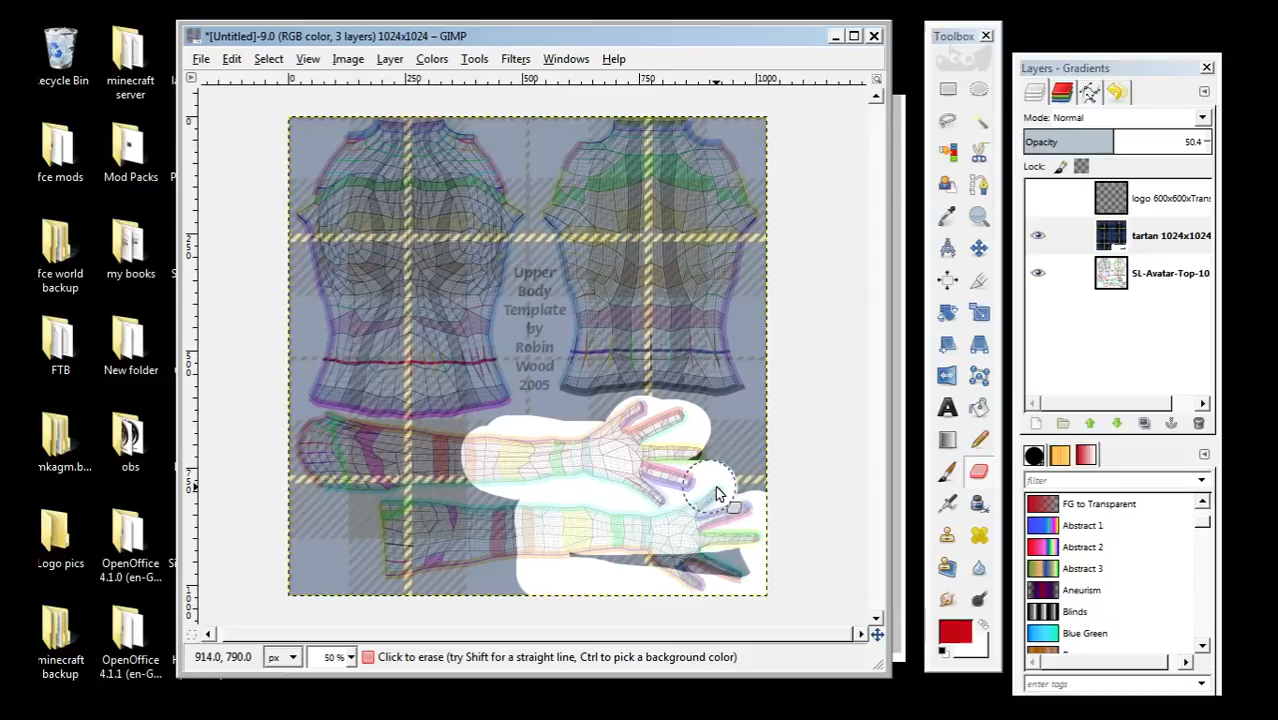 *[Untitled]-9.0 (RGB color, 3 layers) 1024x1024 – GIMP
File Edit Select View Image Layer Colors Tools Filters Windows Help
0 250 500 750 1000
Upper
Body
Template
by
Robin
Wood
2005
914.0, 790.0 px 50 % Click to erase (try Shift for a straight line, Ctrl to pick a background color)
Toolbox
Layers - Gradients
Mode: Normal
Opacity 50.4
Lock:
logo 600x600xTran
tartan 1024x1024
SL-Avatar-Top-10
filter
FG to Transparent
Abstract 1
Abstract 2
Abstract 3
Aneurism
Blinds
Blue Green
enter tags
ecycle Bin
minecraft
server
fce mods
Mod Packs
fce world
backup
my books
FTB
New folder
mkagm.b...
obs
Logo pics
OpenOffice
4.1.0 (en-G...
minecraft
backup
OpenOffice
4.1.1 (en-G...